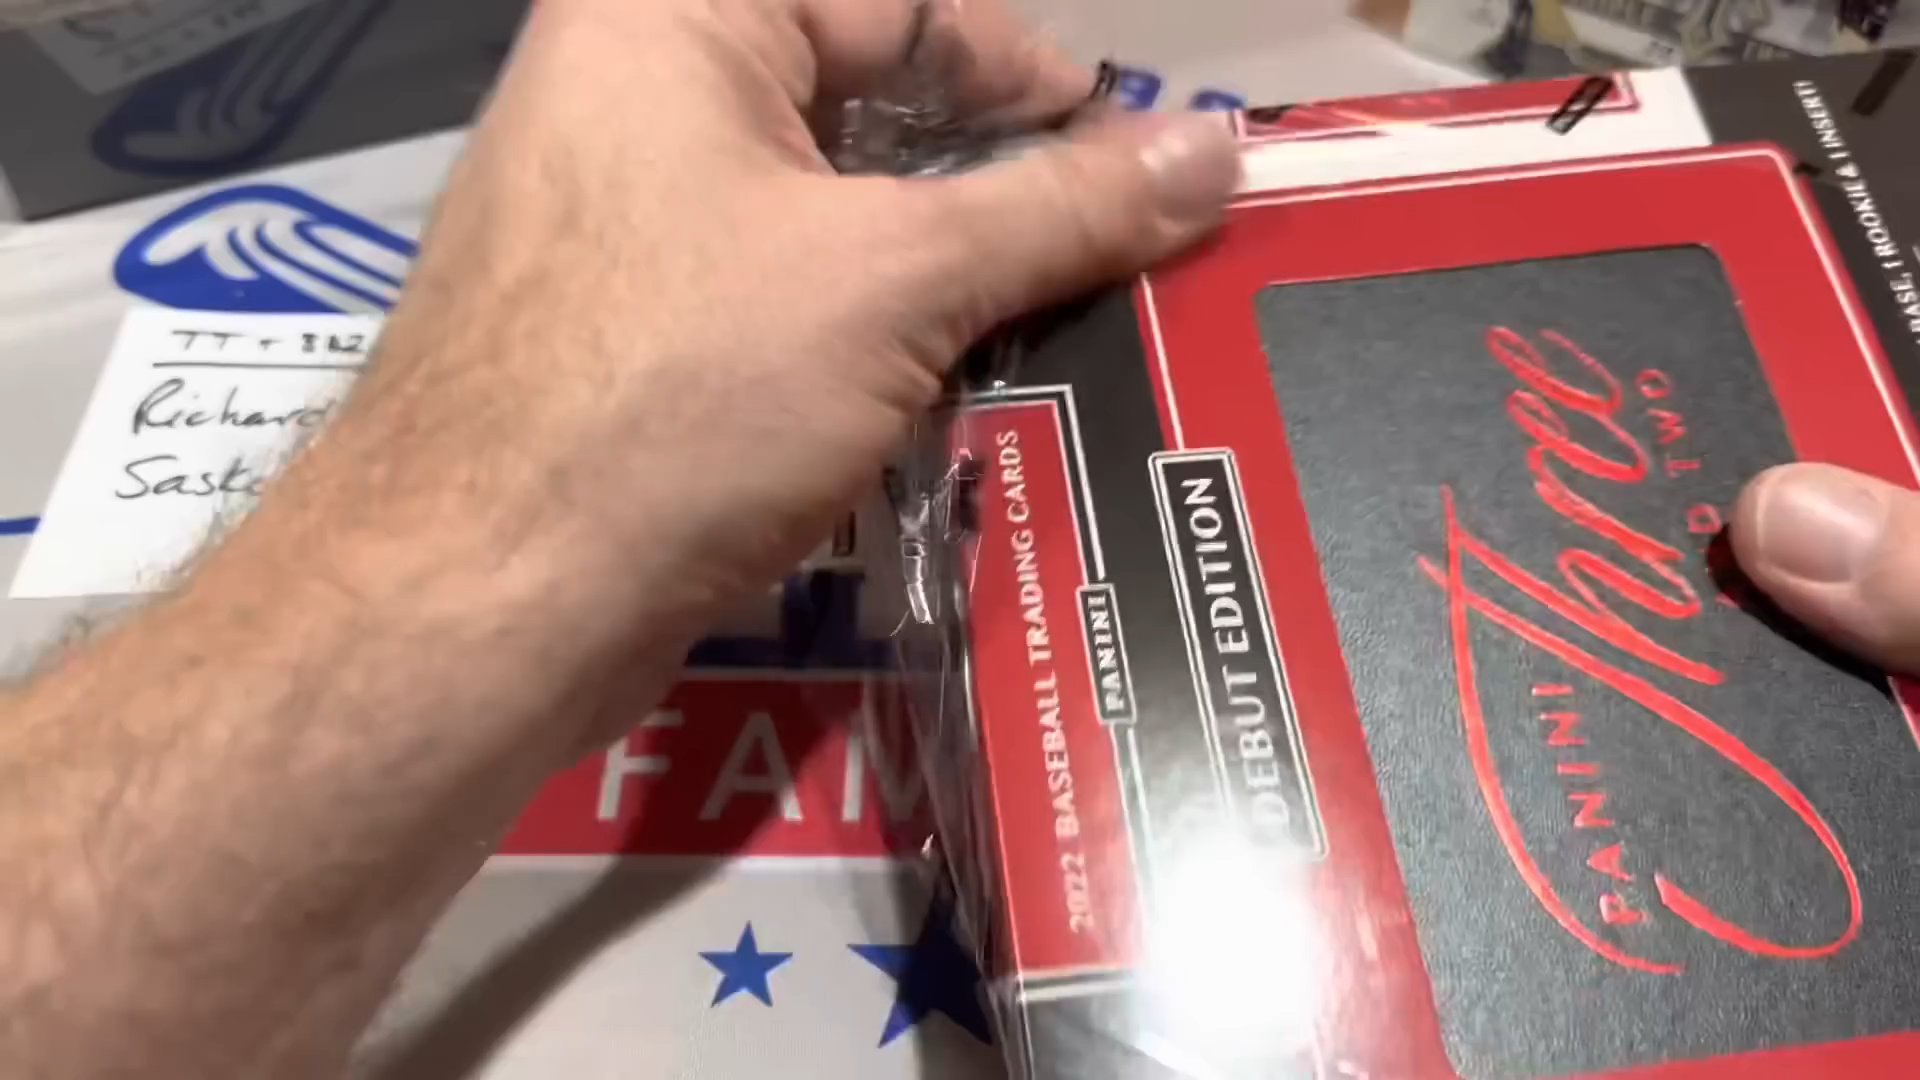 TT + BBZ
Richard
Sask
FAM
2022 BASEBALL TRADING CARDS
PANINI
DEBUT EDITION
PANINI
Three
TWO
BASE, 1 ROOKIE & 1 INSERT!